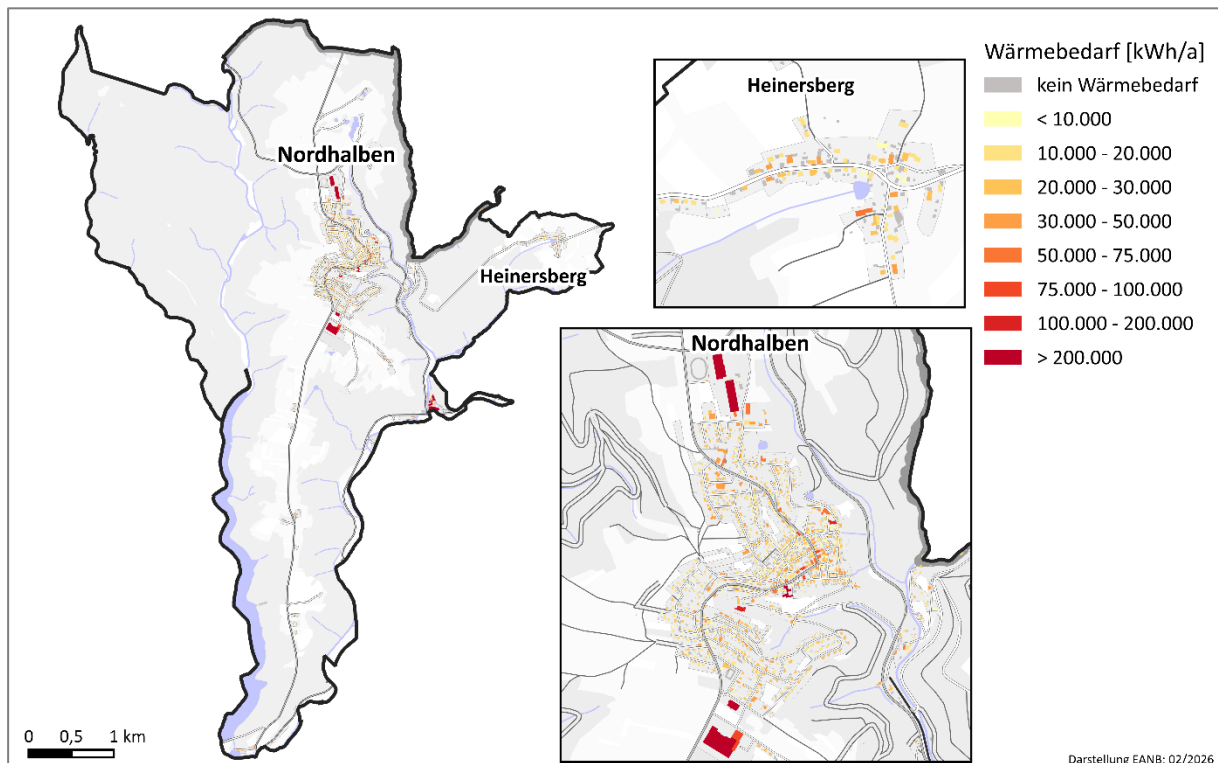 Nordhalben
Heinersberg
0 0,5 1 km
Heinersberg
Nordhalben
Wärmebedarf [kWh/a]
kein Wärmebedarf
< 10.000
10.000 - 20.000
20.000 - 30.000
30.000 - 50.000
50.000 - 75.000
75.000 - 100.000
100.000 - 200.000
> 200.000
Darstellung EANB: 02/2026